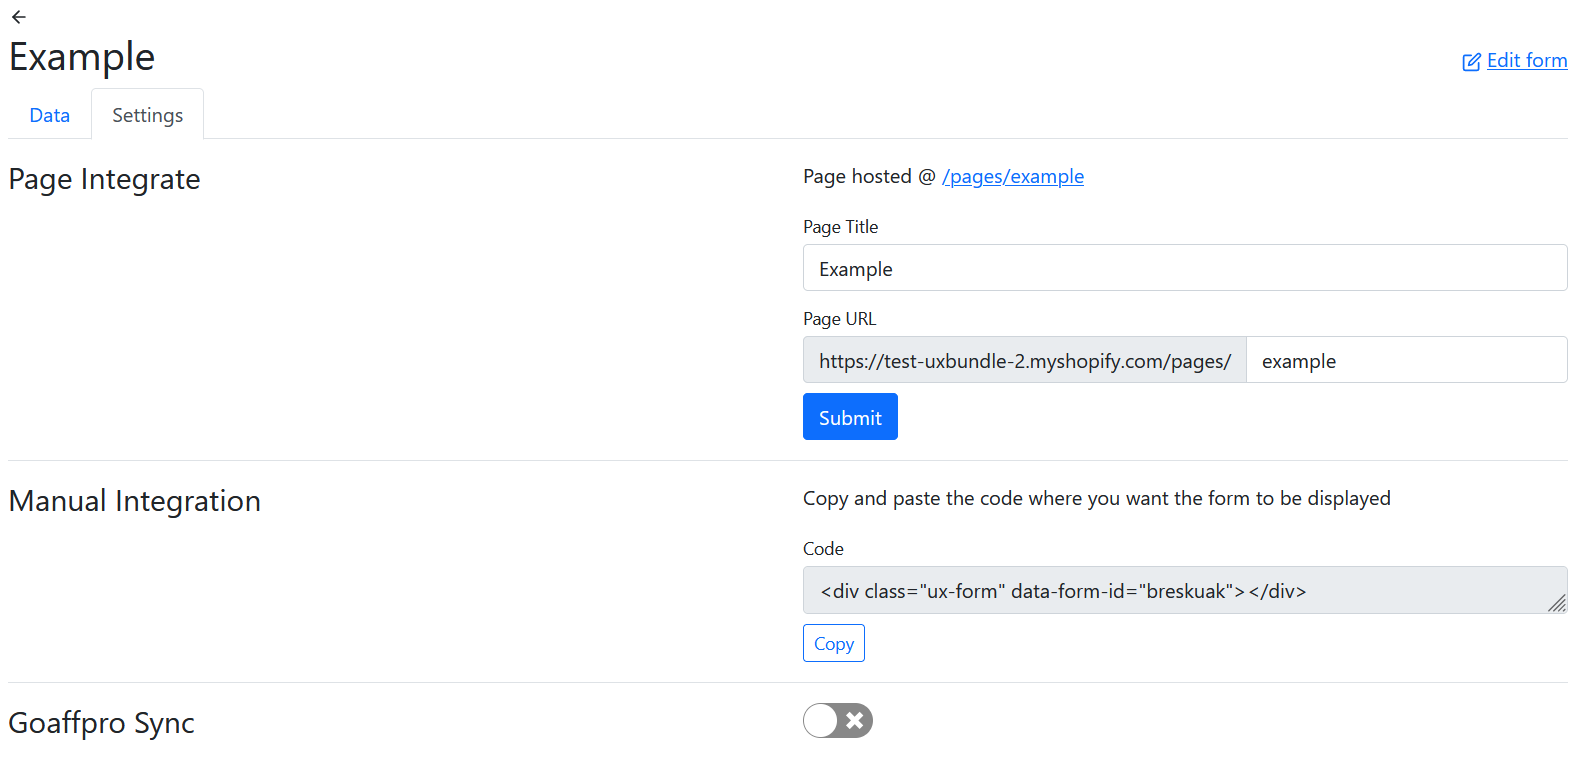 Example
Edit form
Data
Settings
Page Integrate
Page hosted @ /pages/example
Page Title
Example
Page URL
https://test-uxbundle-2.myshopify.com/pages/
example
Submit
Manual Integration
Copy and paste the code where you want the form to be displayed
Code
<div class="ux-form" data-form-id="breskuak"></div>
Copy
Goaffpro Sync